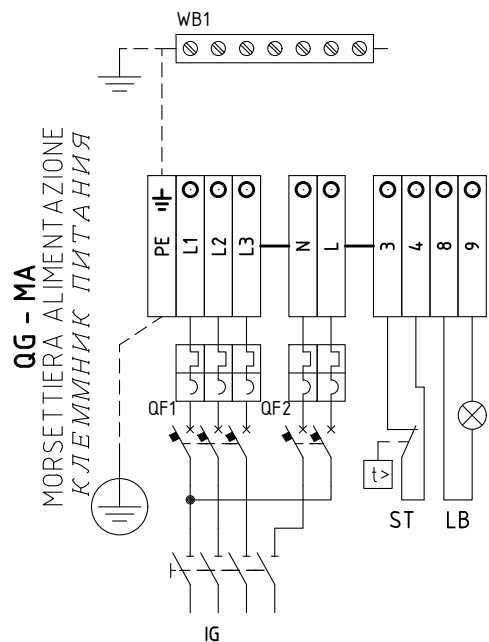 WB1
QG - MA
MORSETTIERA ALIMENTAZIONE
КЛЕММНИК ПИТАНИЯ
PE
L1
L2
L3
N
L
3
4
8
9
QF1
QF2
t>
ST
LB
IG